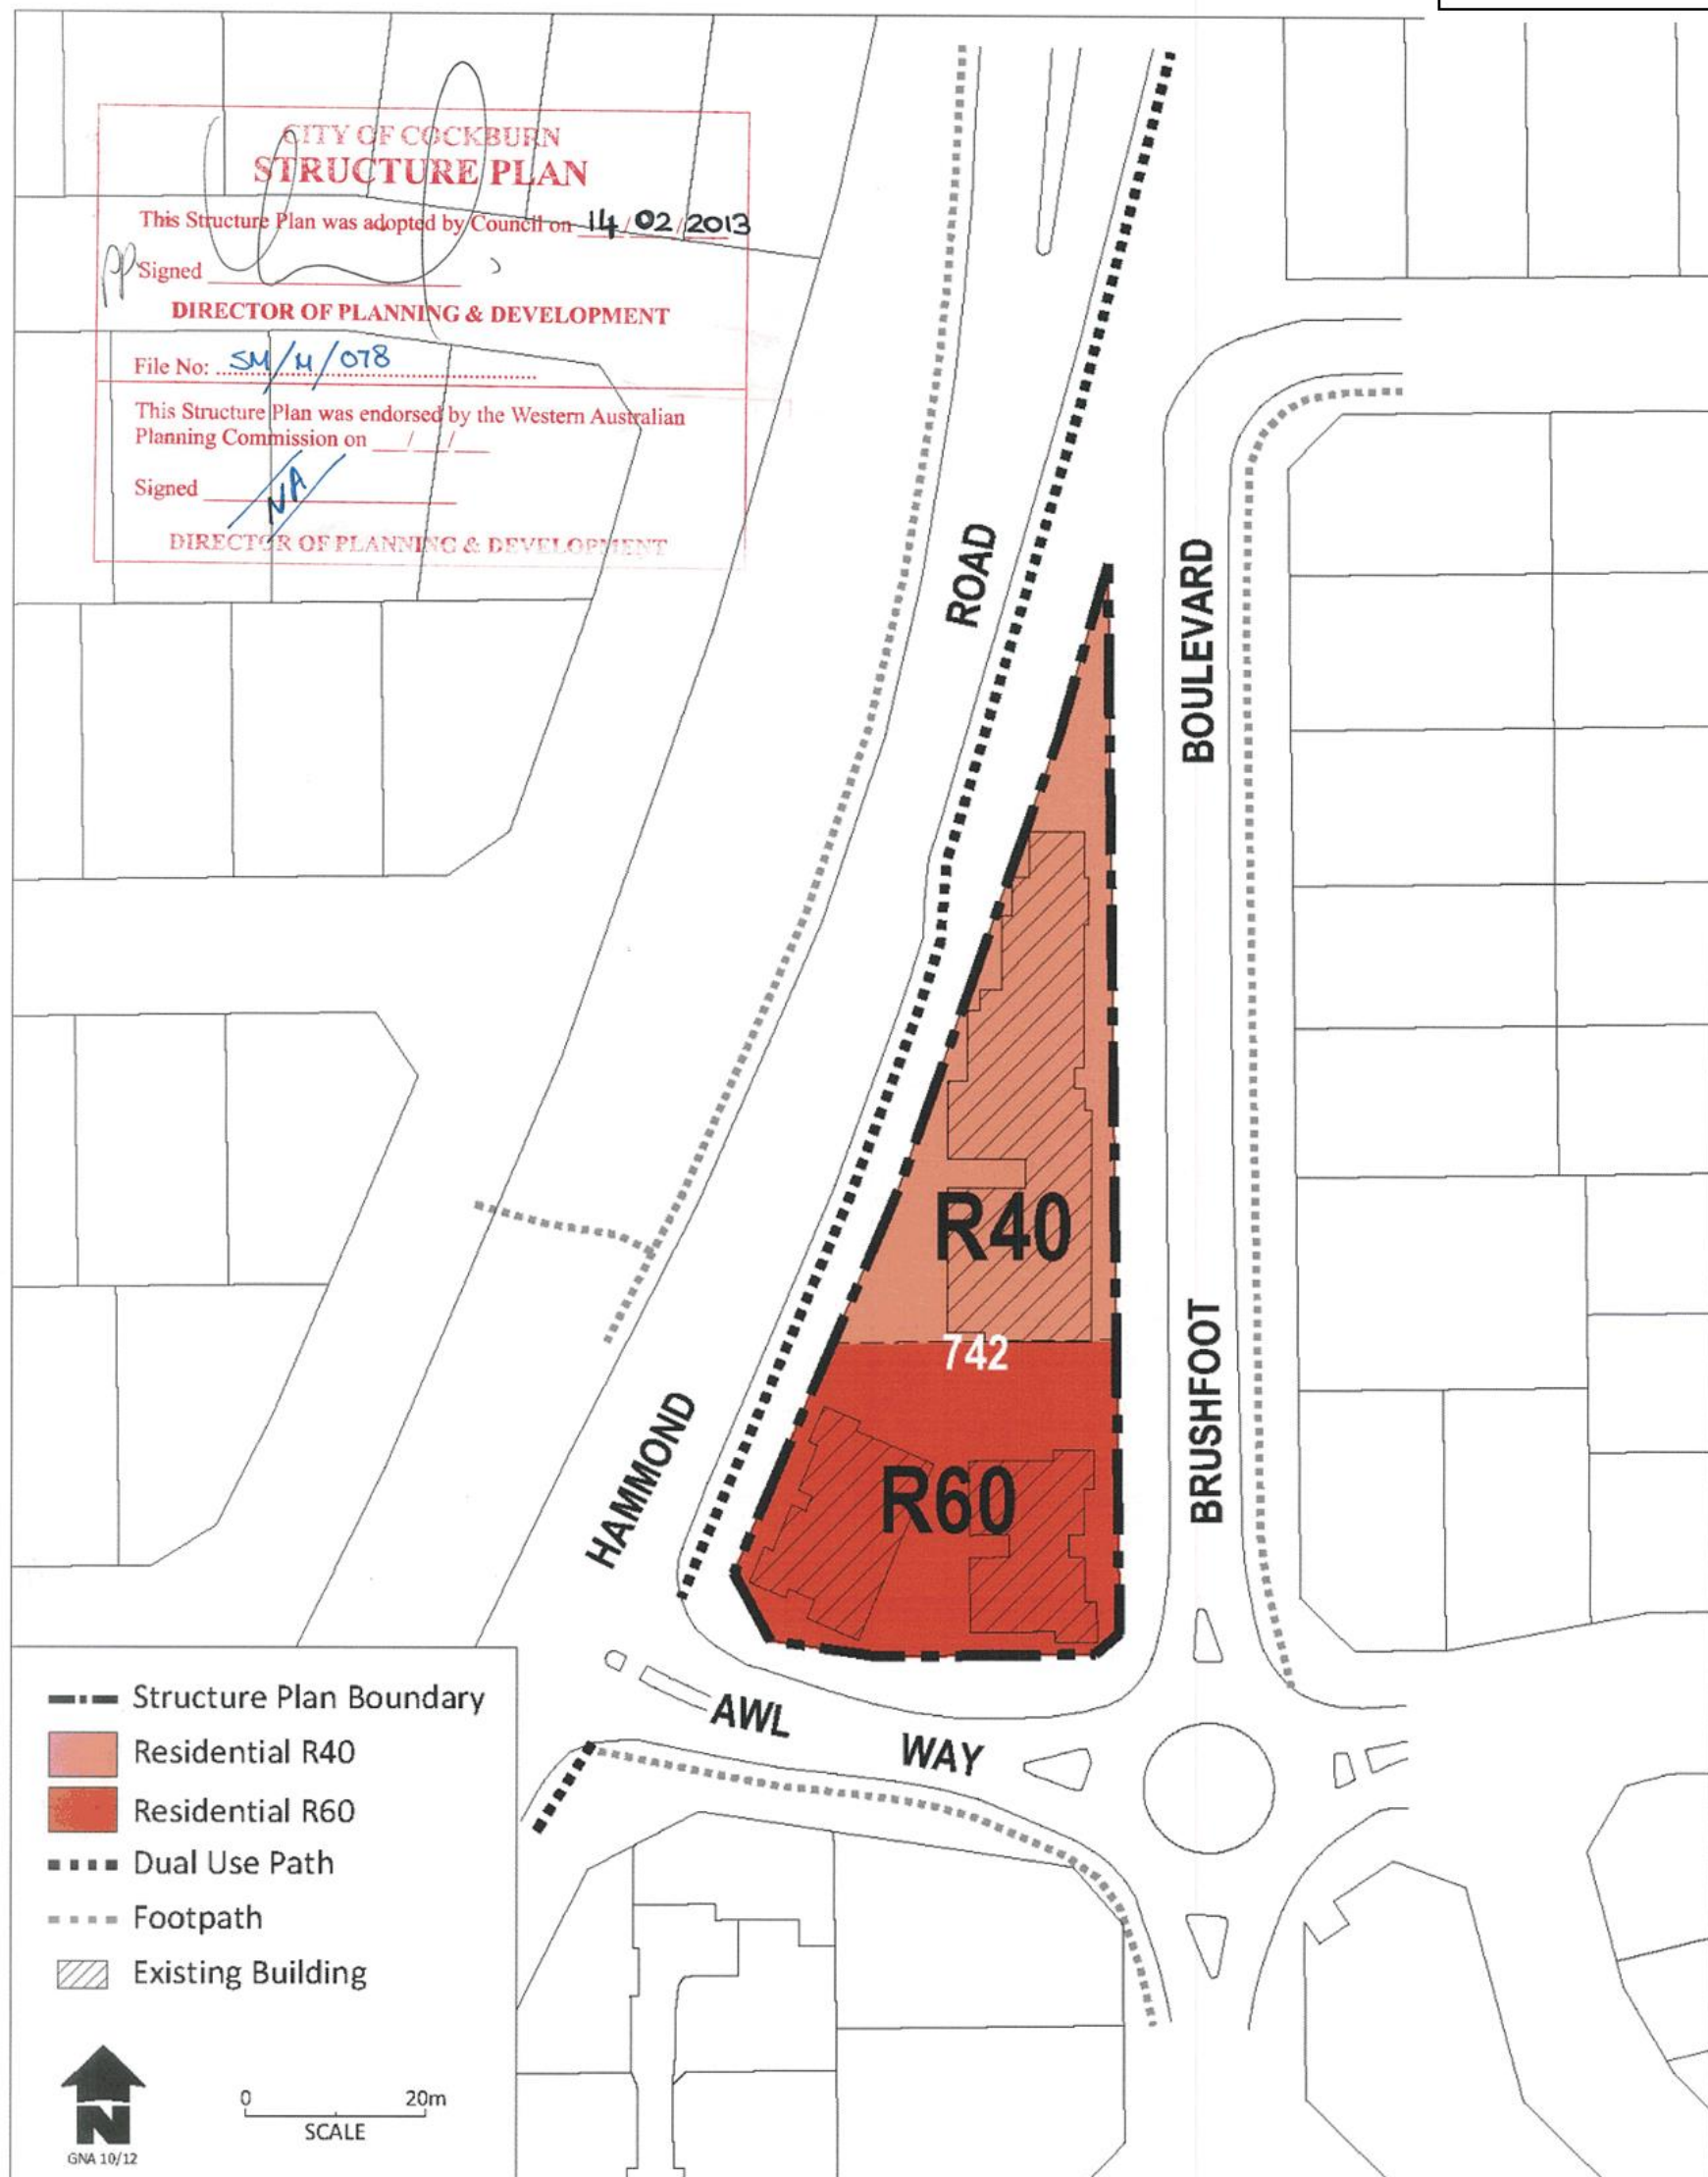 CITY OF COCKBURN
STRUCTURE PLAN
This Structure Plan was adopted by Council on 14/02/2013
pp Signed
DIRECTOR OF PLANNING & DEVELOPMENT
File No: SM/M/078
This Structure Plan was endorsed by the Western Australian
Planning Commission on / /
Signed NA
DIRECTOR OF PLANNING & DEVELOPMENT
ROAD
BOULEVARD
R40
742
HAMMOND
BRUSHFOOT
R60
AWL
WAY
Structure Plan Boundary
Residential R40
Residential R60
Dual Use Path
Footpath
Existing Building
N
GNA 10/12
0 20m
SCALE